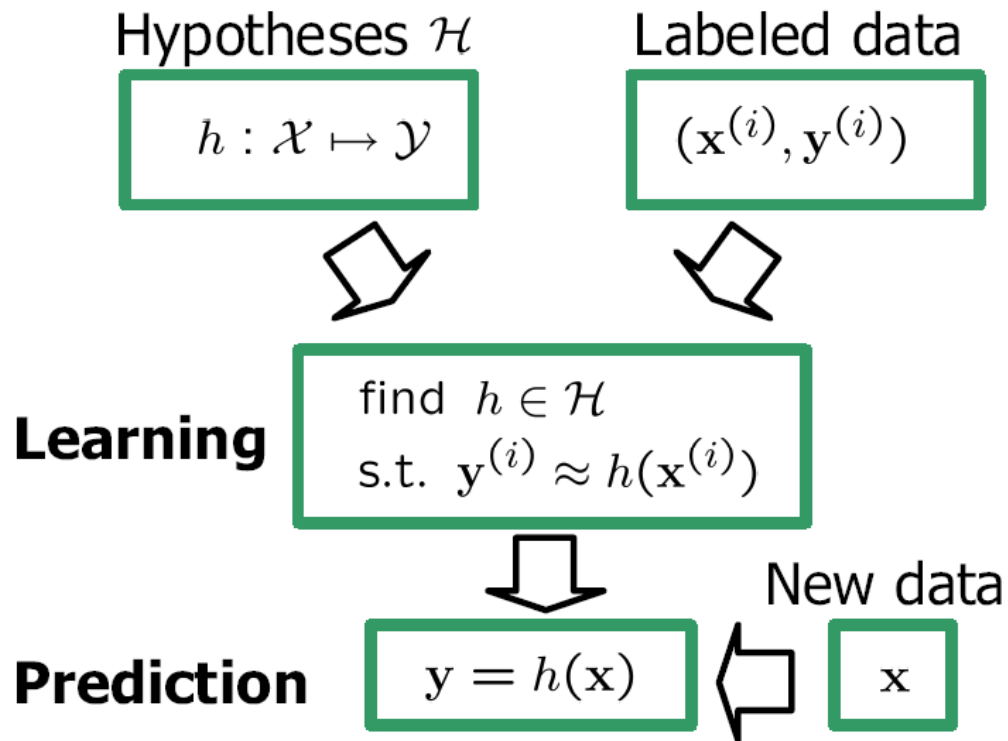 Hypotheses ℋ
Labeled data
h : 𝒳 ↦ 𝒴
(𝐱^(i), 𝐲^(i))
Learning
find h ∈ ℋ
s.t. 𝐲^(i) ≈ h(𝐱^(i))
New data
Prediction
𝐲 = h(𝐱)
𝐱